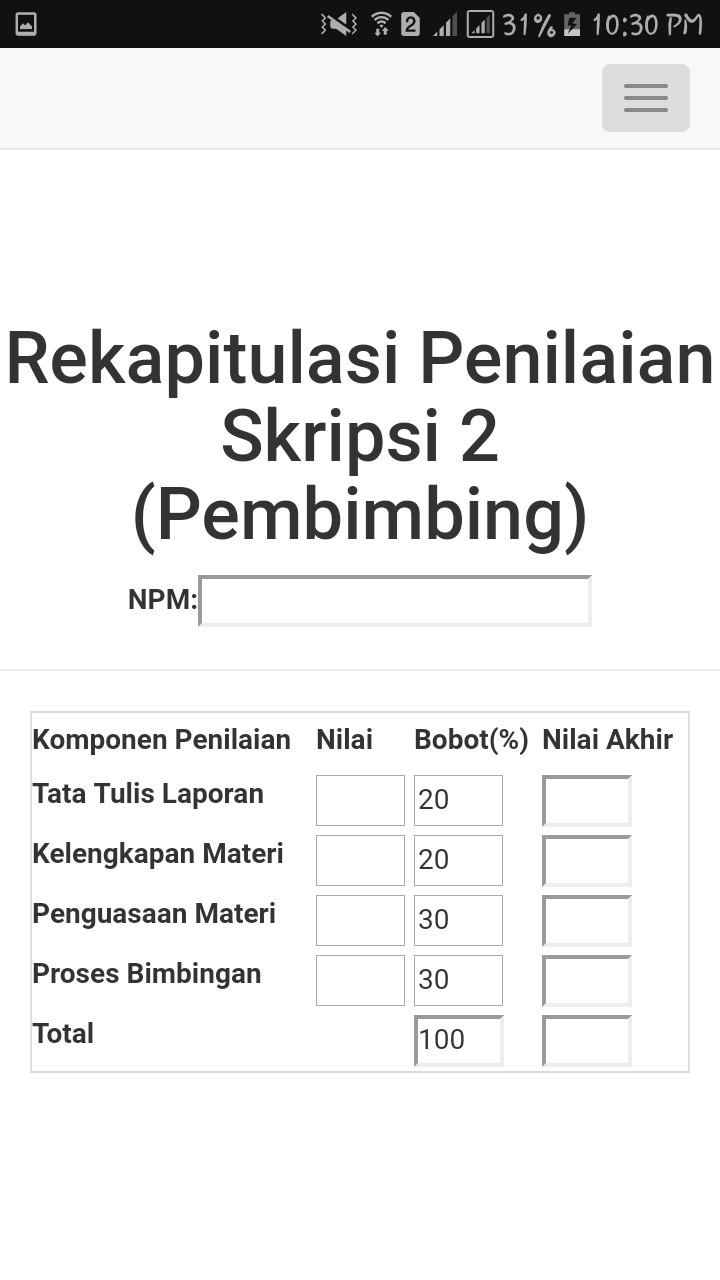 2 31% 10:30 PM
Rekapitulasi Penilaian
Skripsi 2
(Pembimbing)
NPM:
Komponen Penilaian Nilai Bobot(%) Nilai Akhir
Tata Tulis Laporan 20
Kelengkapan Materi 20
Penguasaan Materi 30
Proses Bimbingan 30
Total 100